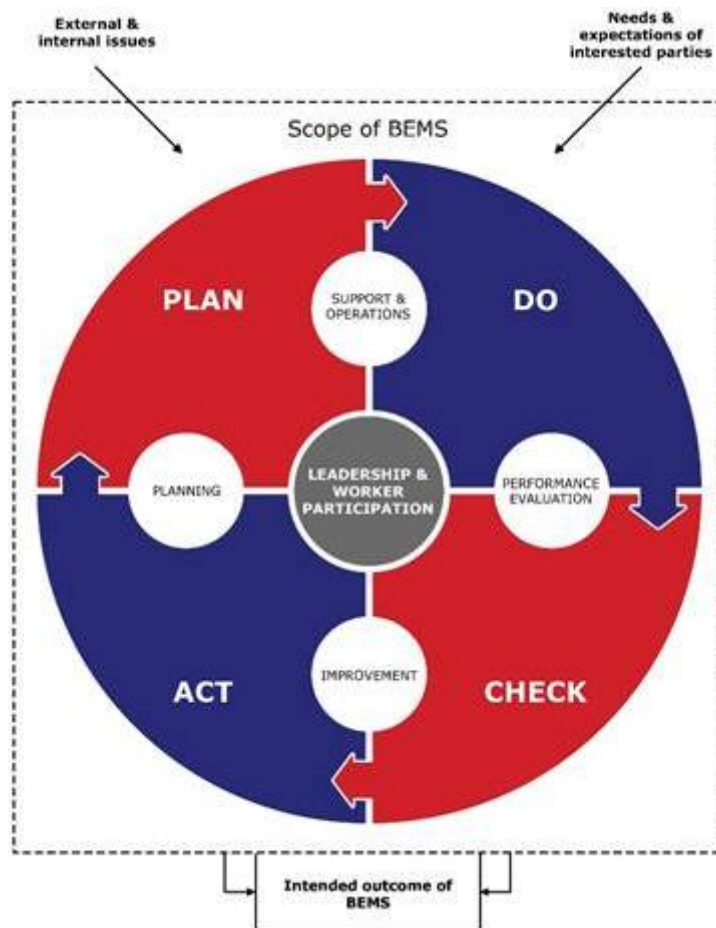 External &
internal issues
Needs &
expectations of
interested parties
Scope of BEMS
PLAN
SUPPORT &
OPERATIONS
DO
PLANNING
LEADERSHIP &
WORKER
PARTICIPATION
PERFORMANCE
EVALUATION
ACT
IMPROVEMENT
CHECK
Intended outcome of
BEMS